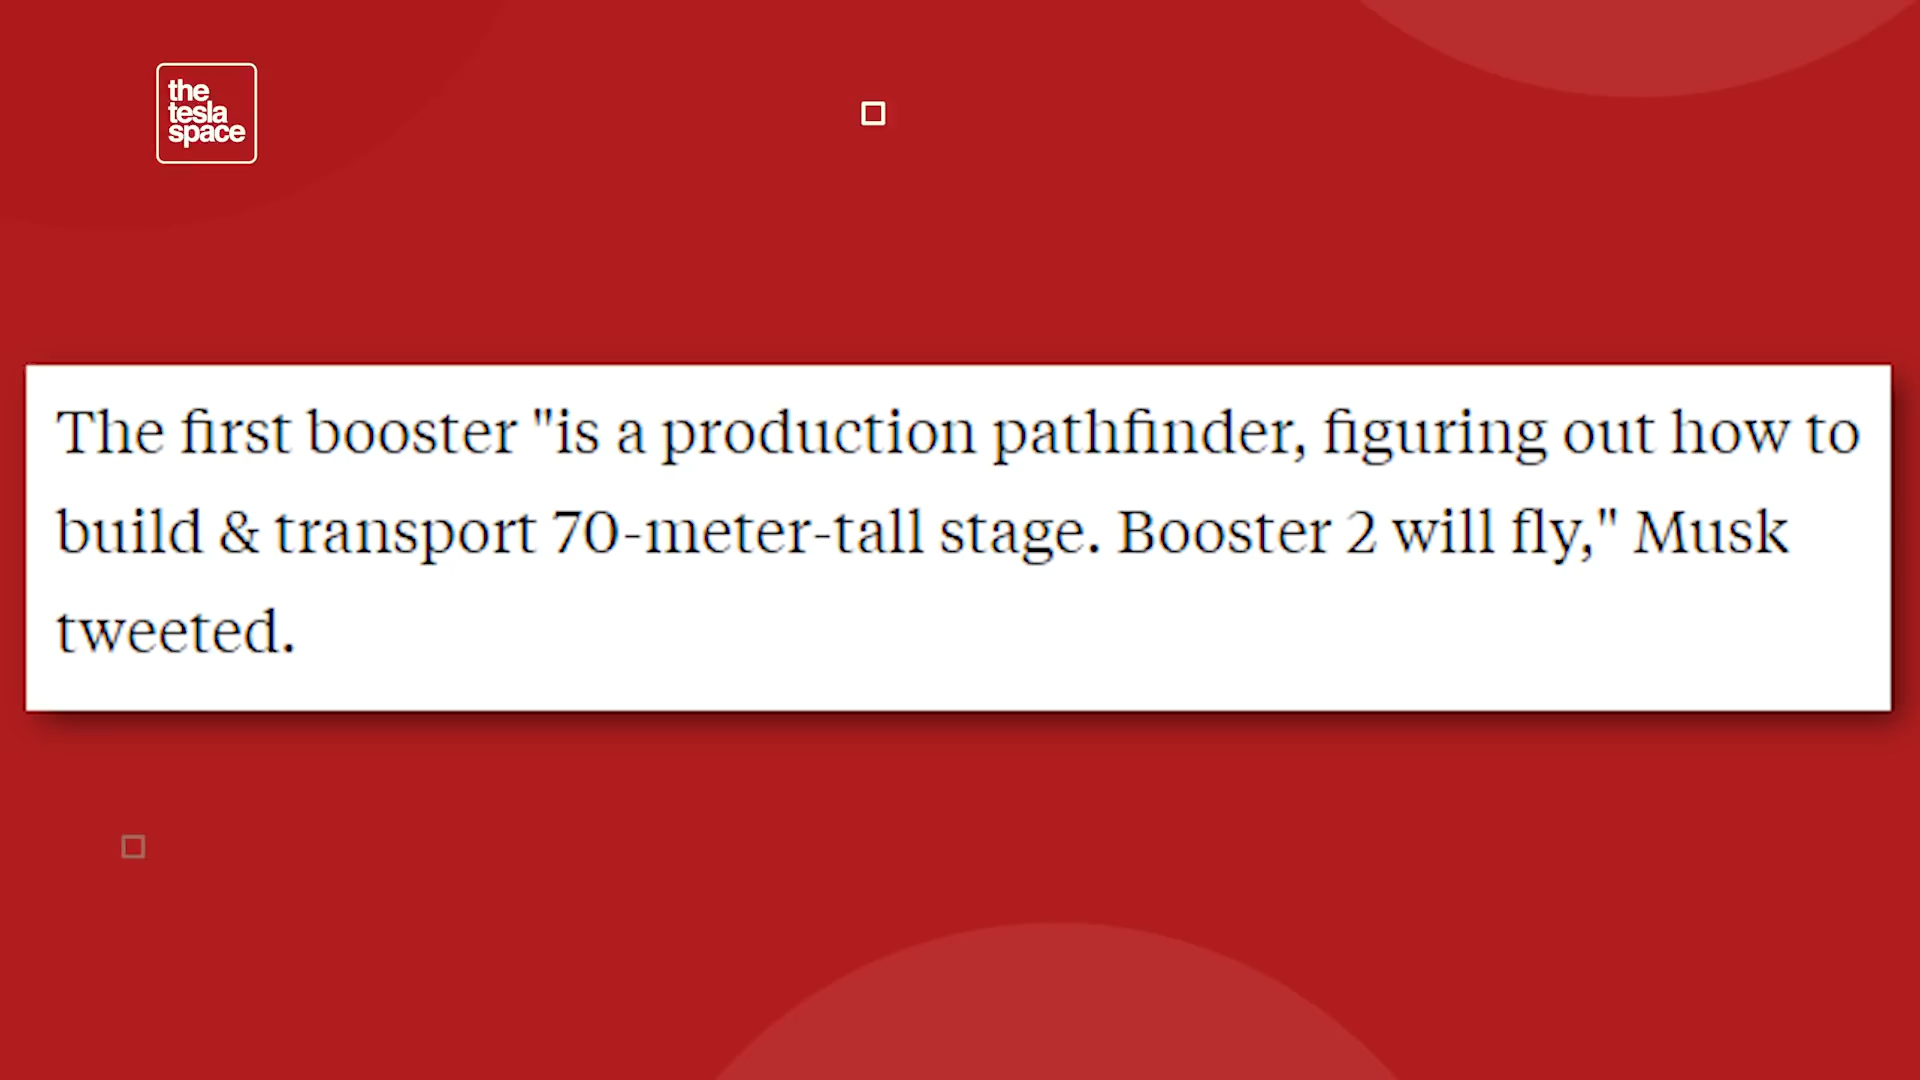 the
tesla
space
The first booster "is a production pathfinder, figuring out how to
build & transport 70-meter-tall stage. Booster 2 will fly," Musk
tweeted.